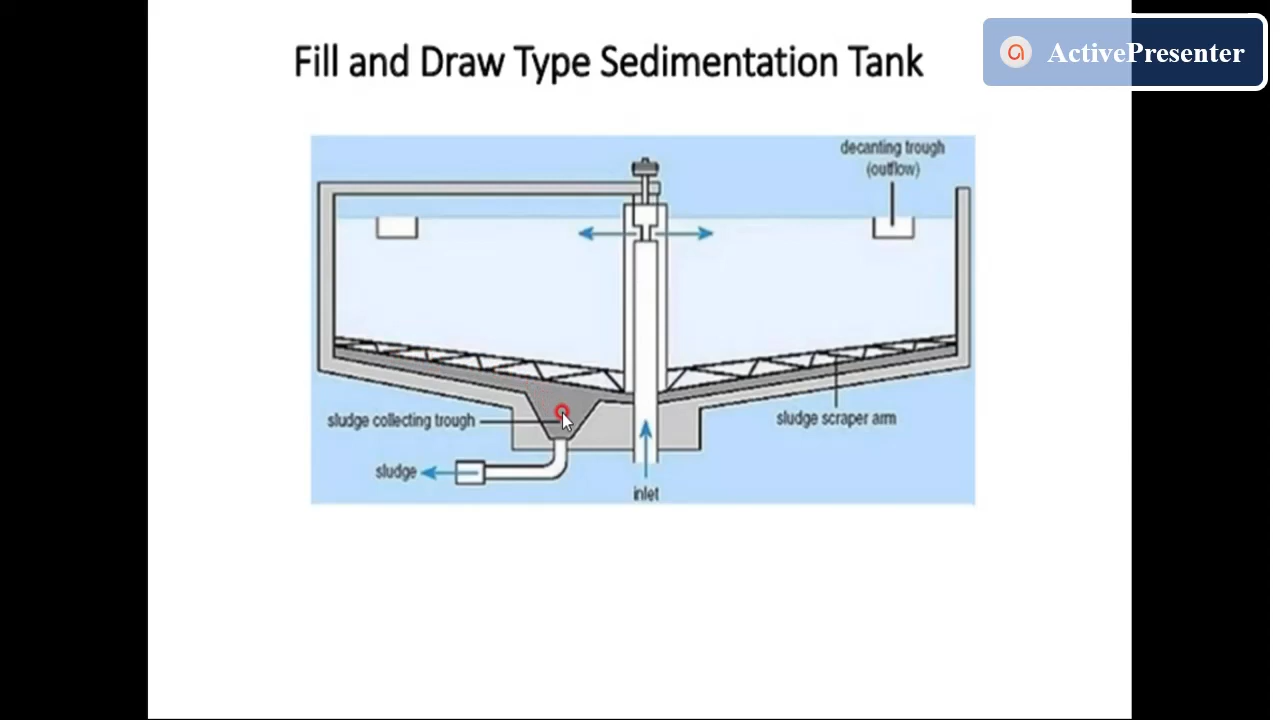 Fill and Draw Type Sedimentation Tank
ActivePresenter
decanting trough
(outflow)
sludge collecting trough
sludge scraper arm
sludge
inlet